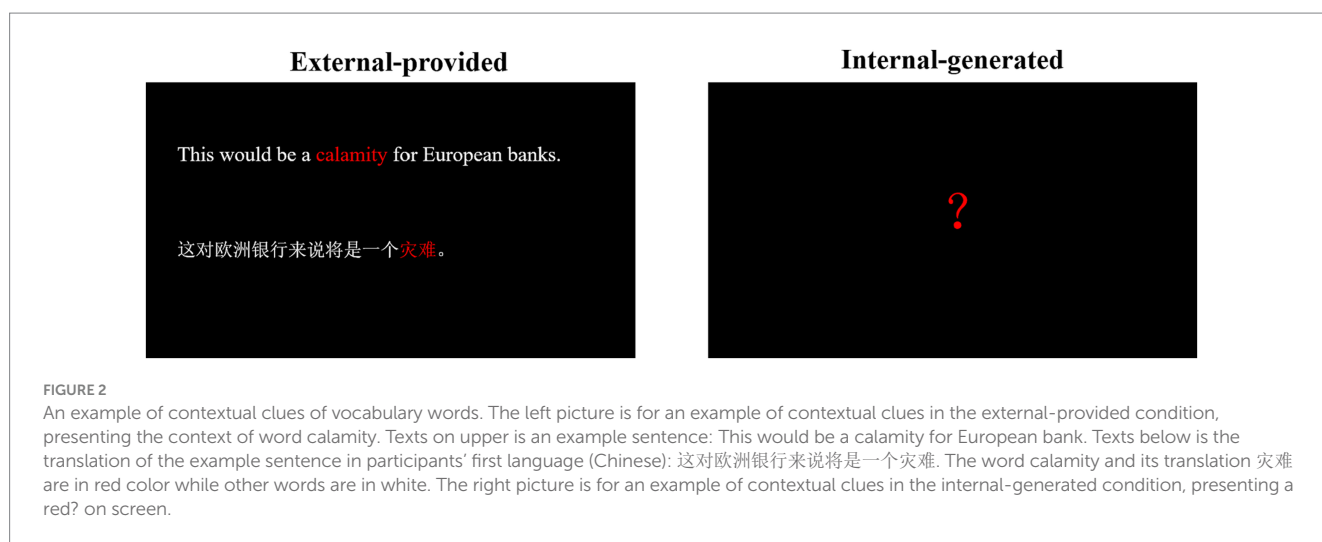 External-provided
Internal-generated
This would be a calamity for European banks.
这对欧洲银行来说将是一个灾难。
?
FIGURE 2
An example of contextual clues of vocabulary words. The left picture is for an example of contextual clues in the external-provided condition,
presenting the context of word calamity. Texts on upper is an example sentence: This would be a calamity for European bank. Texts below is the
translation of the example sentence in participants’ first language (Chinese): 这对欧洲银行来说将是一个灾难. The word calamity and its translation 灾难
are in red color while other words are in white. The right picture is for an example of contextual clues in the internal-generated condition, presenting a
red? on screen.